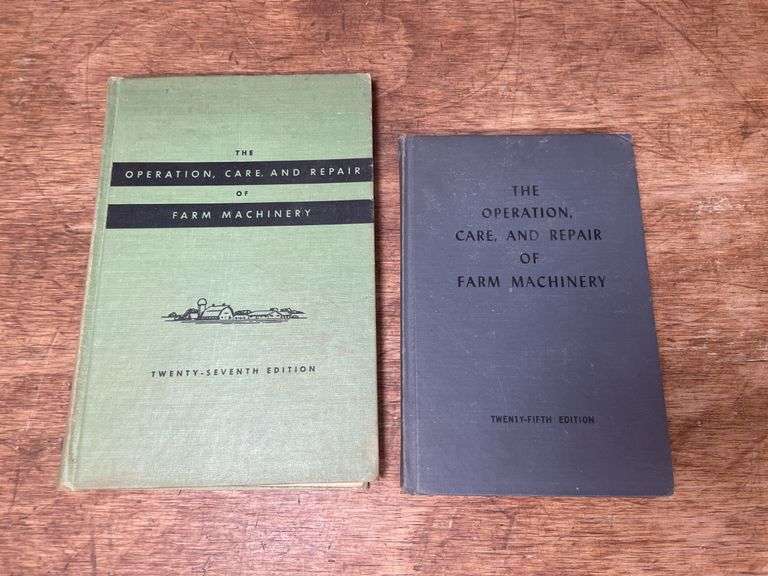 THE
OPERATION, CARE, AND REPAIR
OF
FARM MACHINERY
TWENTY-SEVENTH EDITION
THE
OPERATION,
CARE, AND REPAIR
OF
FARM MACHINERY
TWENTY-FIFTH EDITION